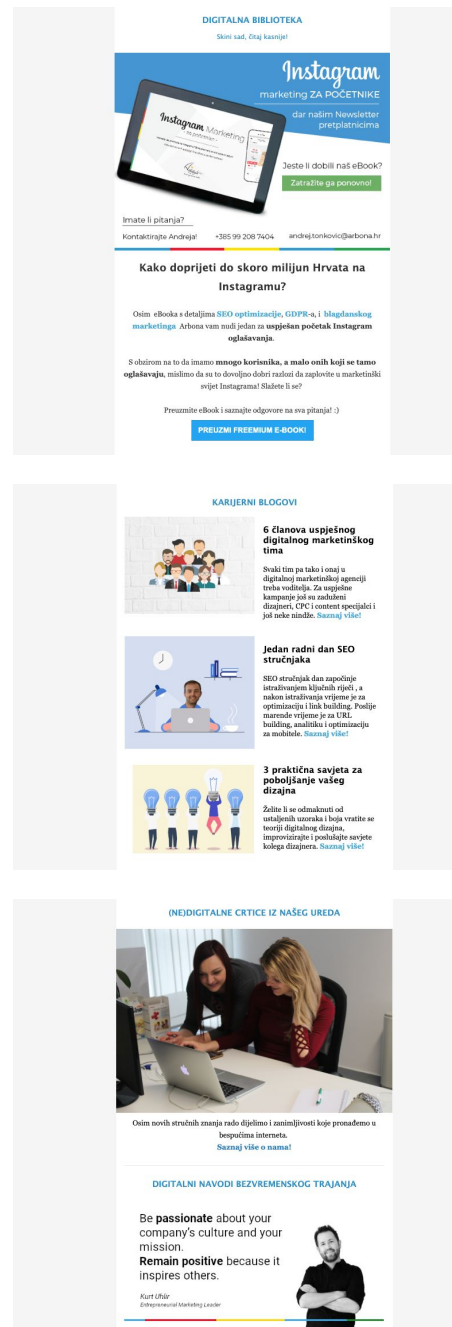 DIGITALNA BIBLIOTEKA
Skini sad, čitaj kasnije!
Instagram
marketing ZA POČETNIKE
dar našim Newsletter
pretplatnicima
Instagram Marketing
Jeste li dobili naš eBook?
Zatražite ga ponovno!
Imate li pitanja?
Kontaktirajte Andreja! +385 99 208 7404 andrej.tonkovic@arbona.hr
Kako doprijeti do skoro milijun Hrvata na
Instagramu?
Osim eBooka s detaljima SEO optimizacije, GDPR-a, i blagdanskog
marketinga Arbona vam nudi jedan za uspješan početak Instagram
oglašavanja.
S obzirom na to da imamo mnogo korisnika, a malo onih koji se tamo
oglašavaju, mislimo da su to dovoljno dobri razlozi da zaplovite u marketinški
svijet Instagrama! Slažete li se?
Preuzmite eBook i saznajte odgovore na sva pitanja! :)
PREUZMI FREEMIUM E-BOOK!
KARIJERNI BLOGOVI
6 članova uspješnog
digitalnog marketinškog
tima
Svaki tim pa tako i onaj u
digitalnoj marketinškoj agenciji
treba voditelja. Za uspješne
kampanje još su zaduženi
dizajneri, CPC i content specijalci i
još neke nindže. Saznaj više!
Jedan radni dan SEO
stručnjaka
SEO stručnjak dan započinje
istraživanjem ključnih riječi , a
nakon istraživanja vrijeme je za
optimizaciju i link building. Poslije
marende vrijeme je za URL
building, analitiku i optimizaciju
za mobitele. Saznaj više!
3 praktična savjeta za
poboljšanje vašeg
dizajna
Želite li se odmaknuti od
ustaljenih uzoraka i boja vratite se
teoriji digitalnog dizajna,
improvizirajte i poslušajte savjete
kolega dizajnera. Saznaj više!
(NE)DIGITALNE CRTICE IZ NAŠEG UREDA
Osim novih stručnih znanja rado dijelimo i zanimljivosti koje pronađemo u
bespućima interneta.
Saznaj više o nama!
DIGITALNI NAVODI BEZVREMENSKOG TRAJANJA
Be passionate about your
company's culture and your
mission.
Remain positive because it
inspires others.
Kurt Uhlir
Entrepreneurial Marketing Leader